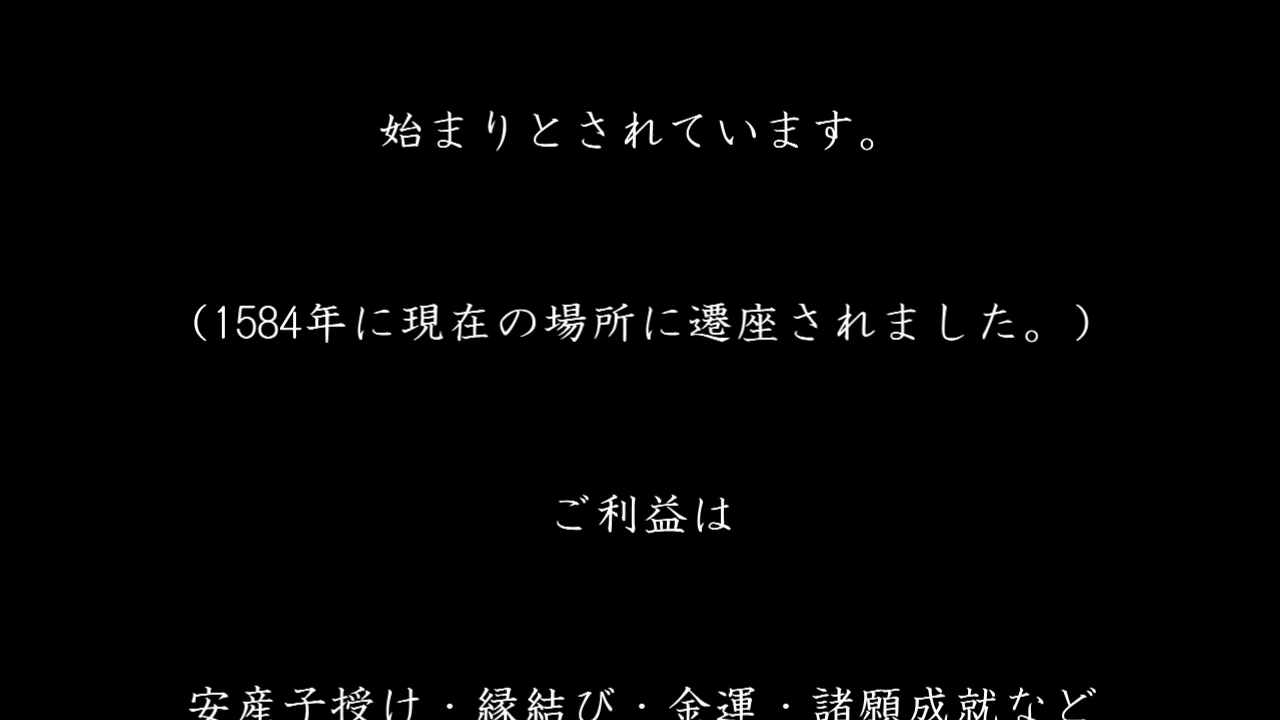 始まりとされています。
(1584年に現在の場所に遷座されました。)
ご利益は
安産子授け・縁結び・金運・諸願成就など